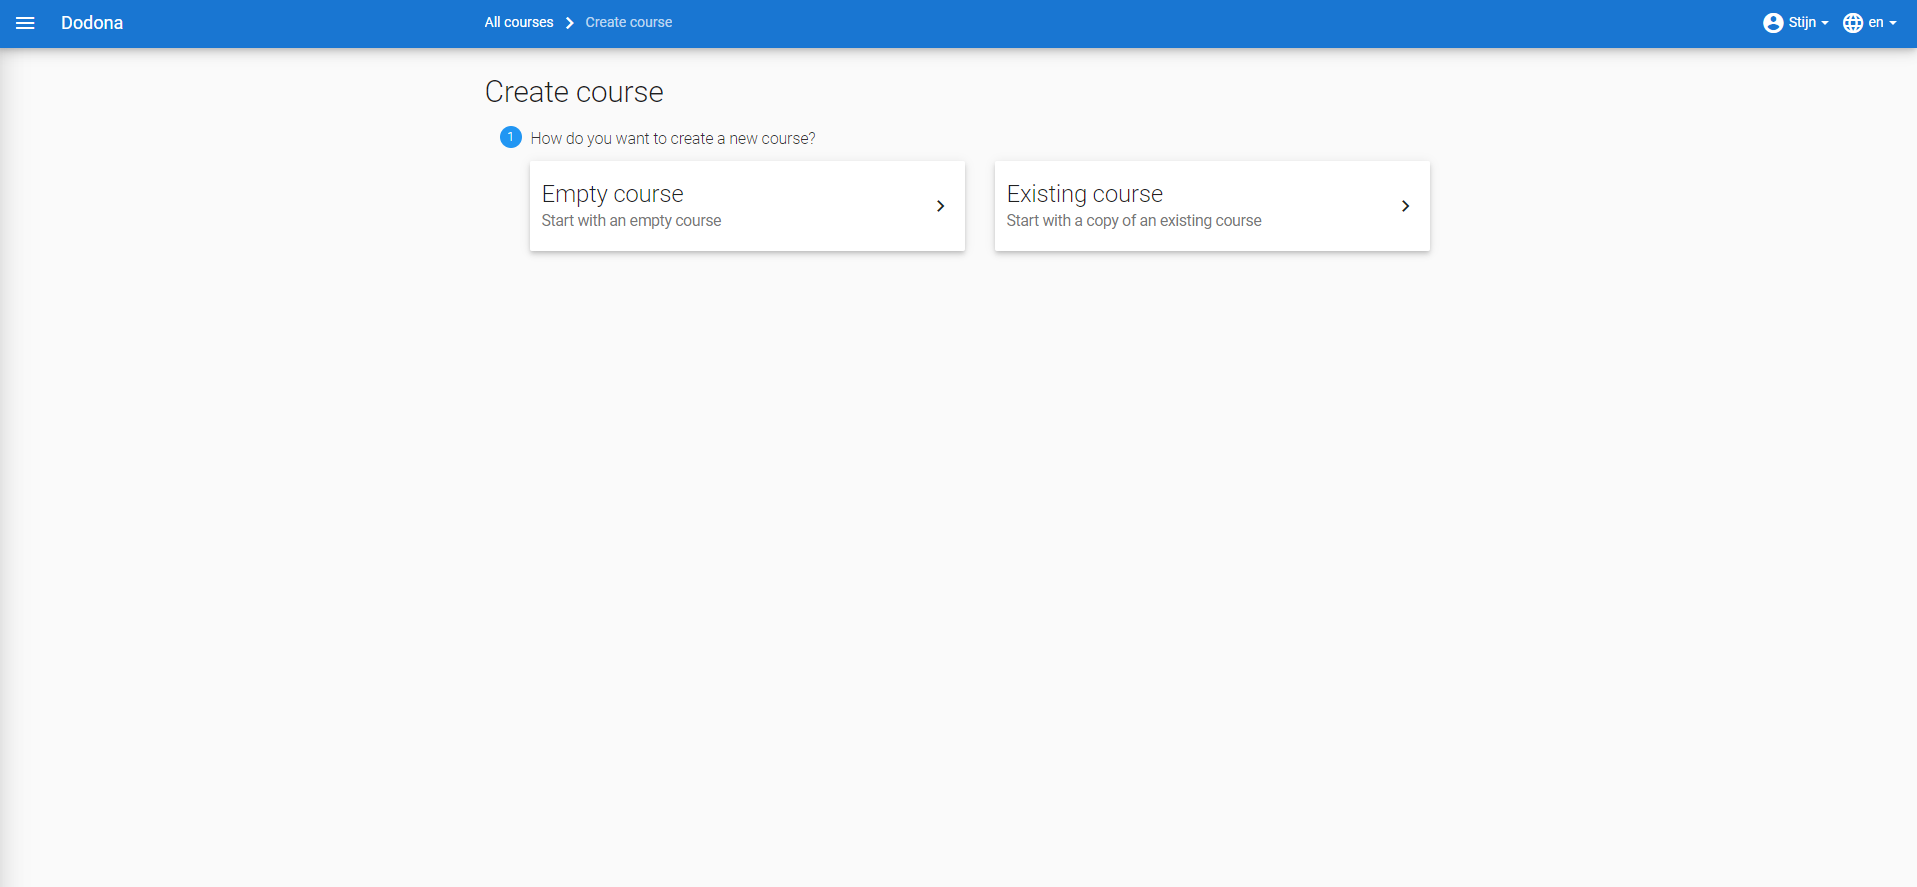 Dodona
All courses
Create course
Stijn
en
Create course
1 How do you want to create a new course?
Empty course
Start with an empty course
Existing course
Start with a copy of an existing course